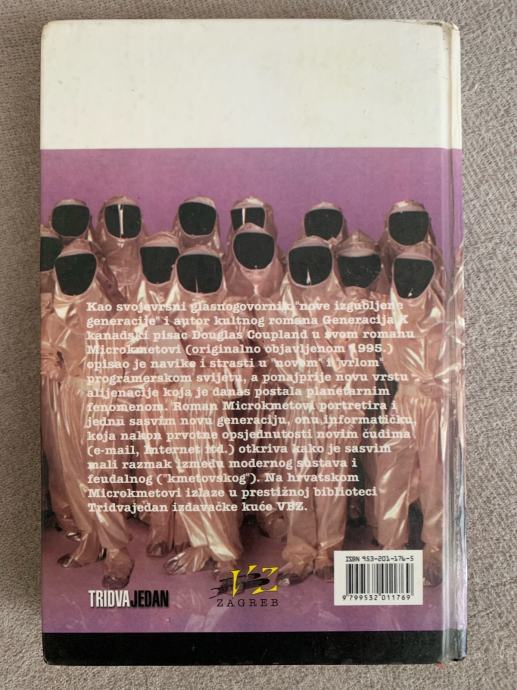 Kao svojevrsni glasnogovornik "nove izgubljene
generacije" i autor kultnog romana Generacija X
kanadski pisac Douglas Coupland u svom romanu
Microkmetovi (originalno objavljenom 1995.)
opisao je navike i strasti u "novom" i vrlom
programerskom svijetu, a ponajprije novu vrstu
alijenacije koja je danas postala planetarnim
fenomenom. Roman Microkmetovi portretira i
jednu sasvim novu generaciju, onu informatičku,
koja nakon prvotne opsjednutosti novim čudima
(e-mail, Internet itd.) otkriva kako je sasvim
mali razmak između modernog sustava i
feudalnog ("kmetovskog"). Na hrvatskom
Microkmetovi izlaze u prestižnoj biblioteci
Tridvajedan izdavačke kuće VBZ.
TRIDVAJEDAN
VBZ
ZAGREB
ISBN 953-201-176-5
9 799532 011769